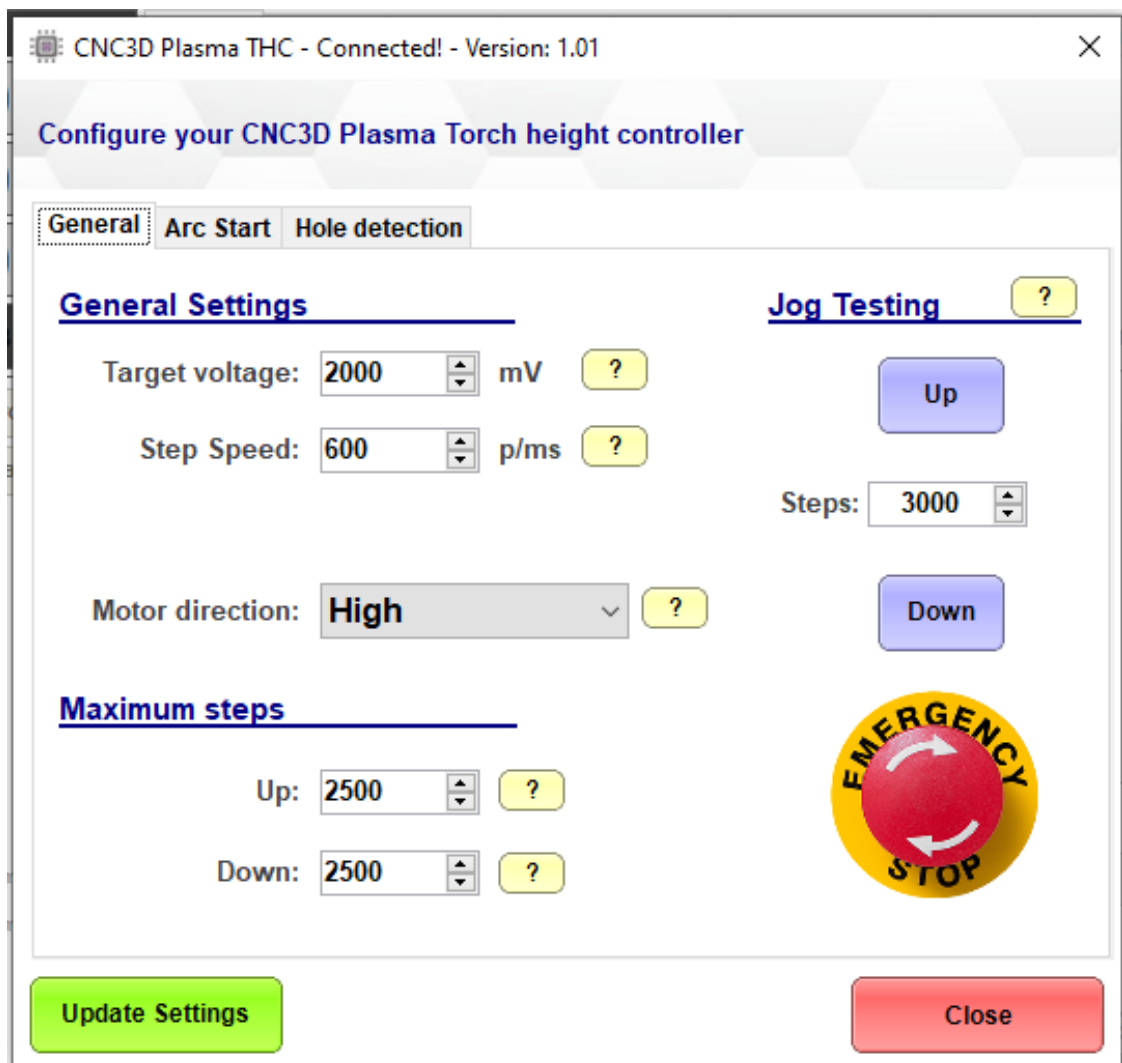 CNC3D Plasma THC - Connected! - Version: 1.01
Configure your CNC3D Plasma Torch height controller
General Arc Start Hole detection
General Settings
Target voltage: 2000 mV ?
Step Speed: 600 p/ms ?
Motor direction: High ?
Maximum steps
Up: 2500 ?
Down: 2500 ?
Jog Testing ?
Up
Steps: 3000
Down
EMERGENCY
STOP
Update Settings
Close